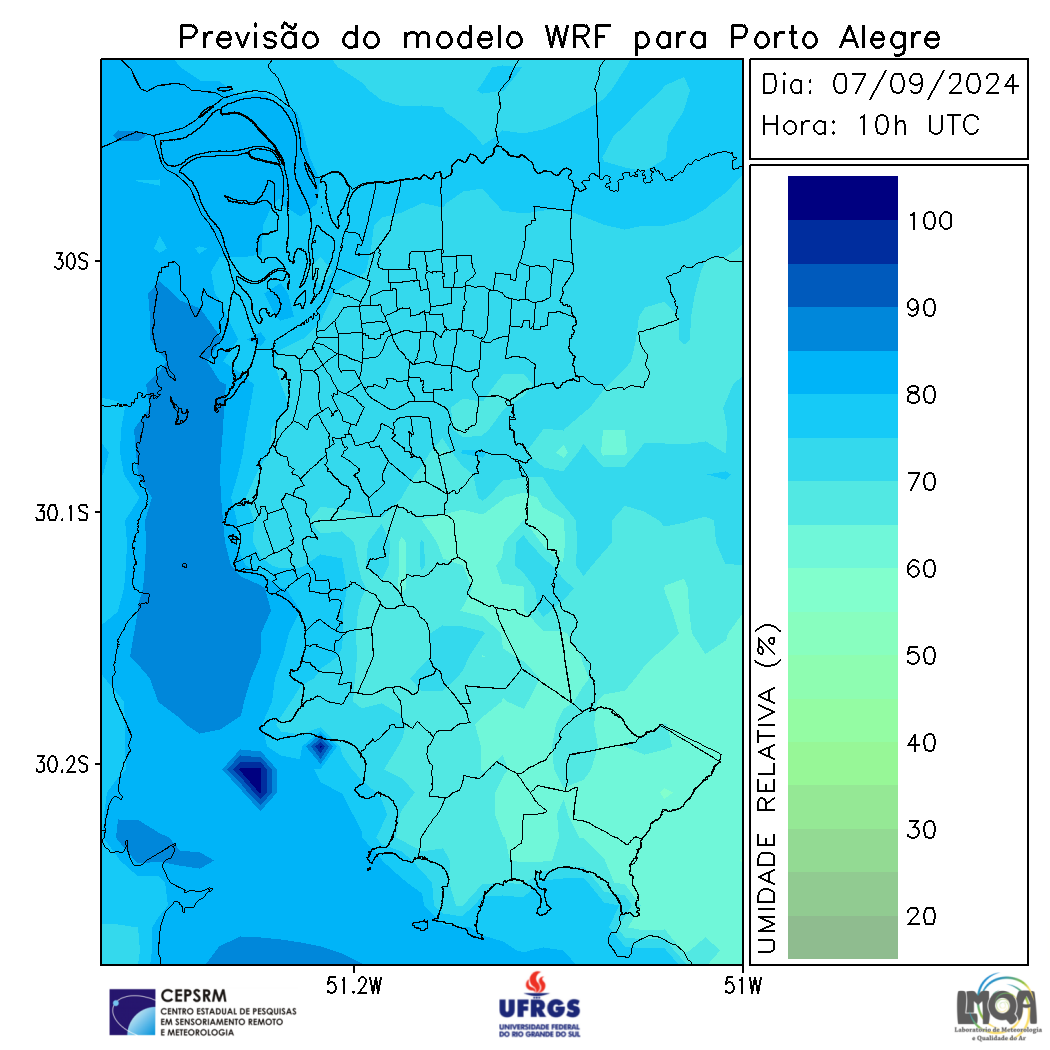 Previsão do modelo WRF para Porto Alegre
Dia: 07/09/2024
Hora: 10h UTC
30S
30.1S
30.2S
51.2W
51W
UMIDADE RELATIVA (%)
100
90
80
70
60
50
40
30
20
CEPSRM
CENTRO ESTADUAL DE PESQUISAS
EM SENSORIAMENTO REMOTO
E METEOROLOGIA
UFRGS
UNIVERSIDADE FEDERAL
DO RIO GRANDE DO SUL
LMQA
Laboratório de Meteorologia
e Qualidade do Ar